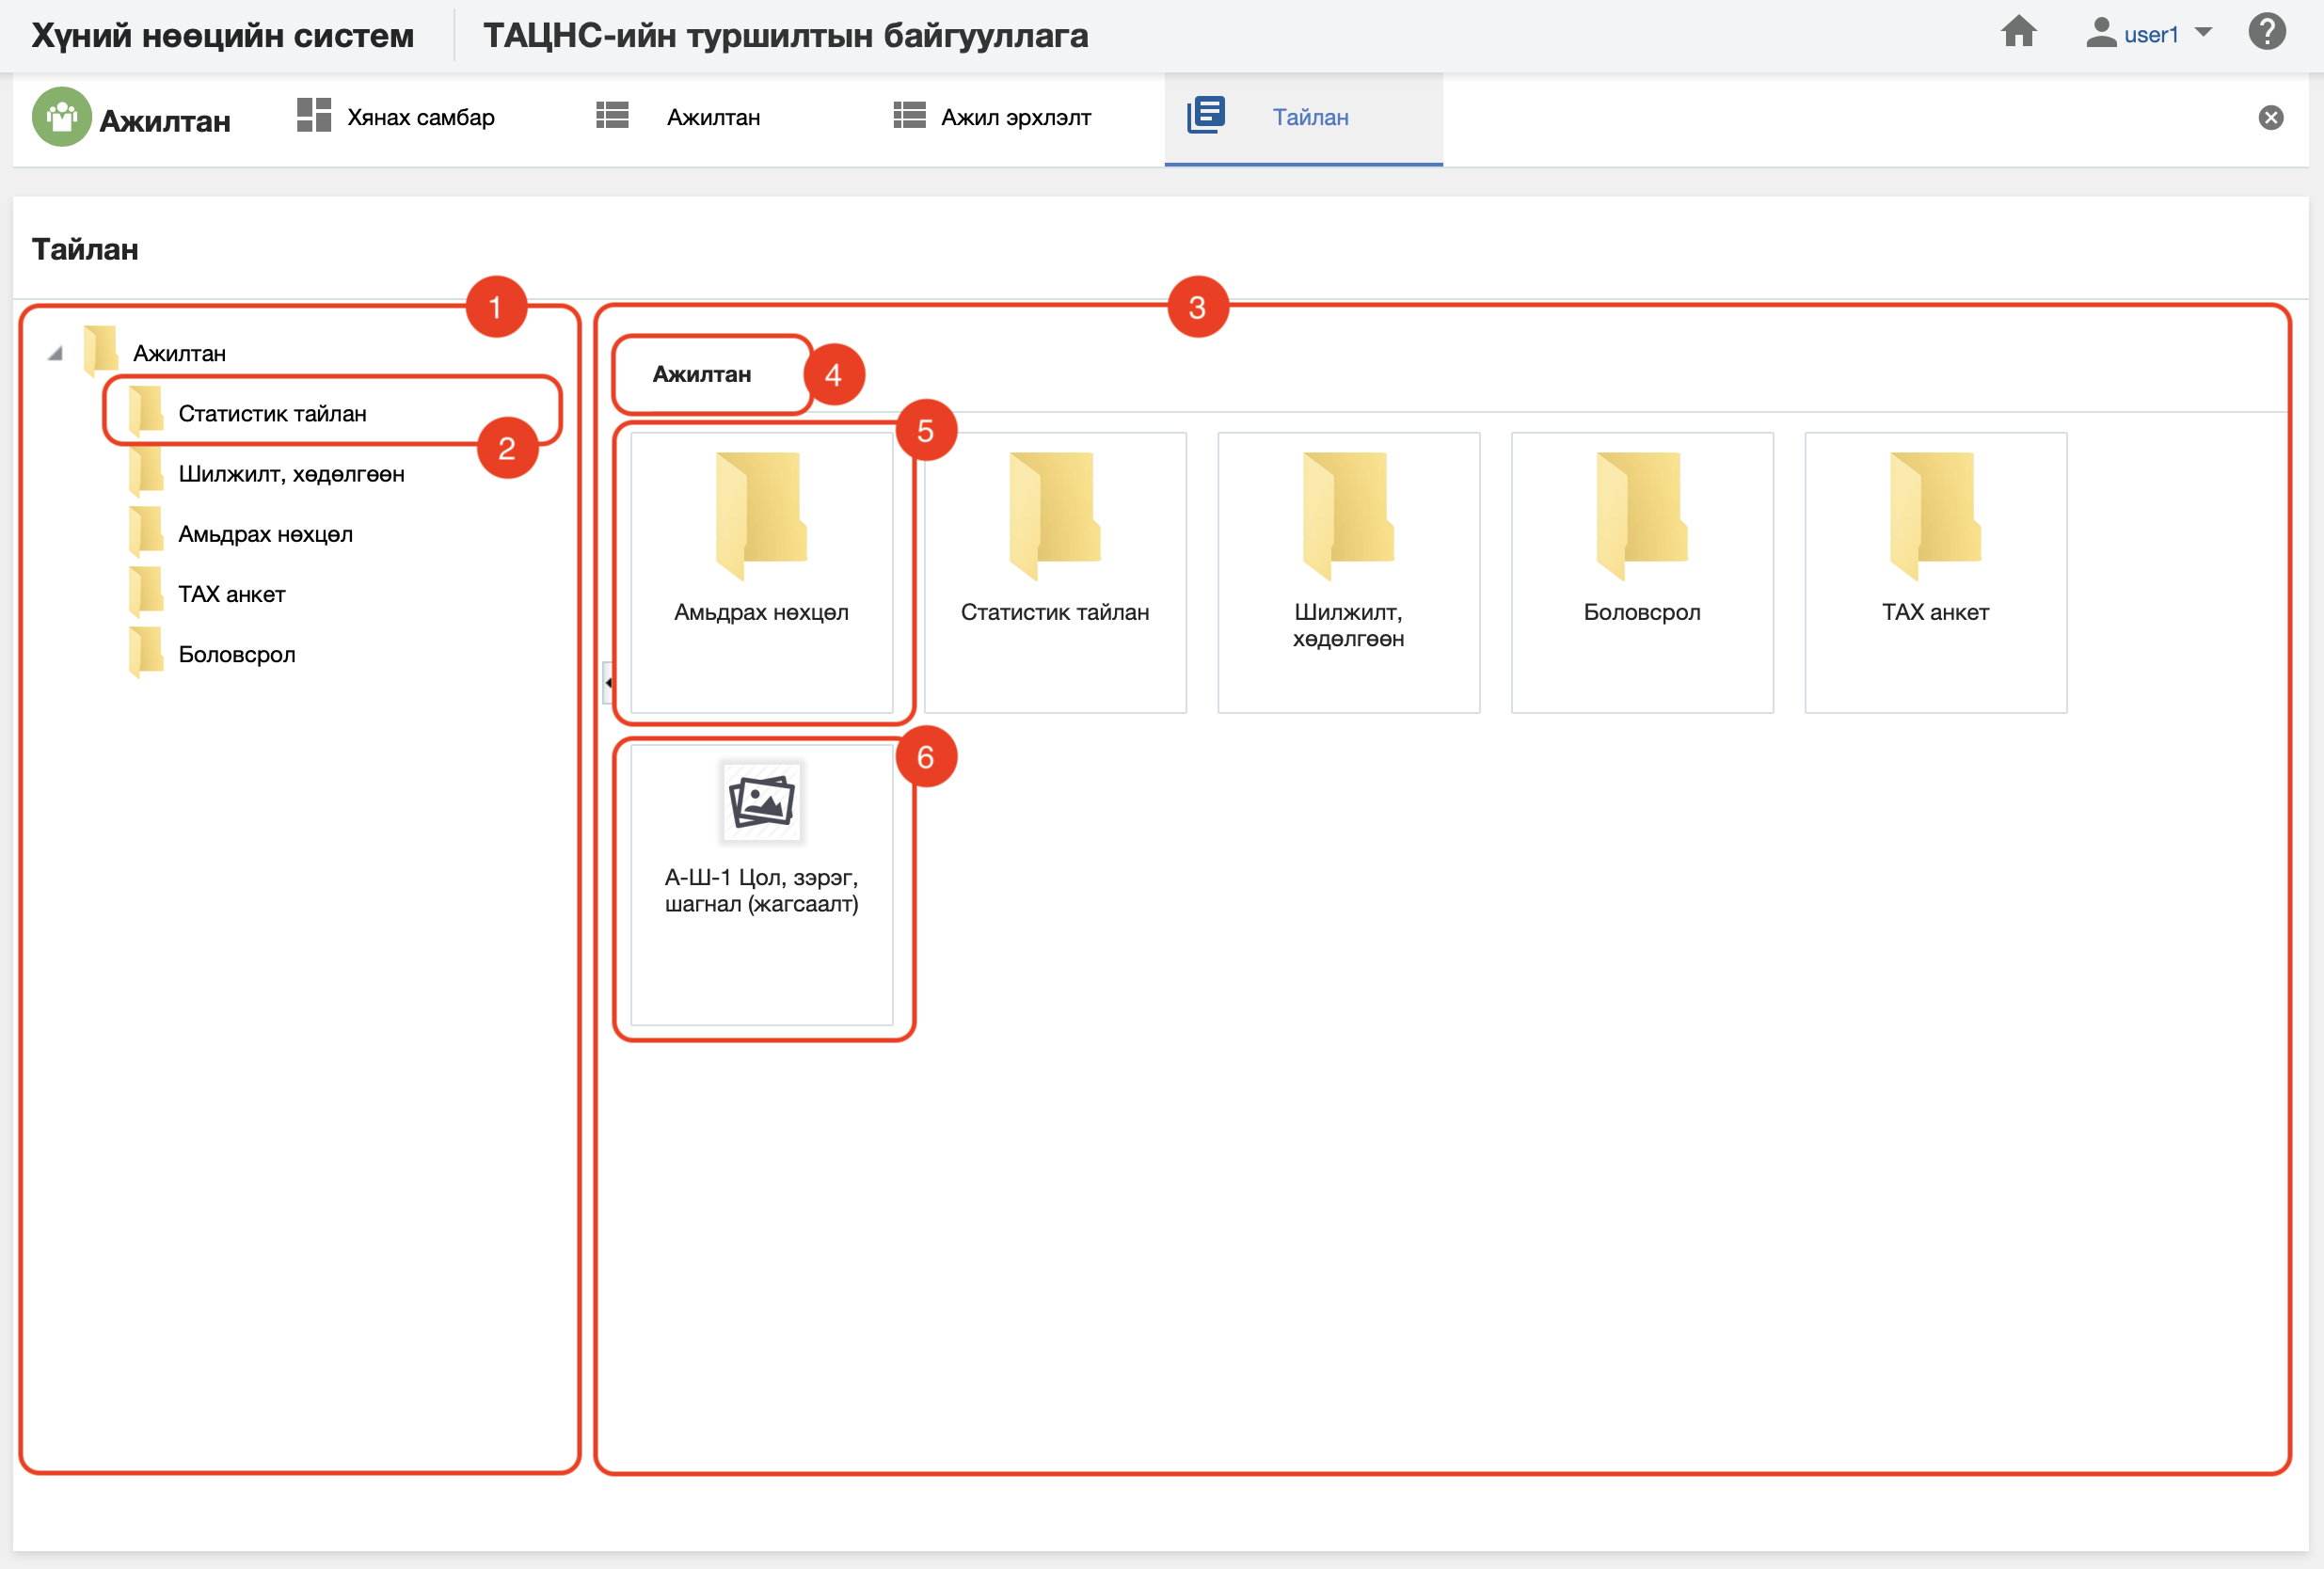 Хүний нөөцийн систем
ТАЦНС-ийн туршилтын байгууллага
user1
?
Ажилтан
Хянах самбар
Ажилтан
Ажил эрхлэлт
Тайлан
Тайлан
1
Ажилтан
Статистик тайлан
2
Шилжилт, хөдөлгөөн
Амьдрах нөхцөл
ТАХ анкет
Боловсрол
3
Ажилтан
4
5
Амьдрах нөхцөл
Статистик тайлан
Шилжилт,
хөдөлгөөн
Боловсрол
ТАХ анкет
6
А-Ш-1 Цол, зэрэг,
шагнал (жагсаалт)